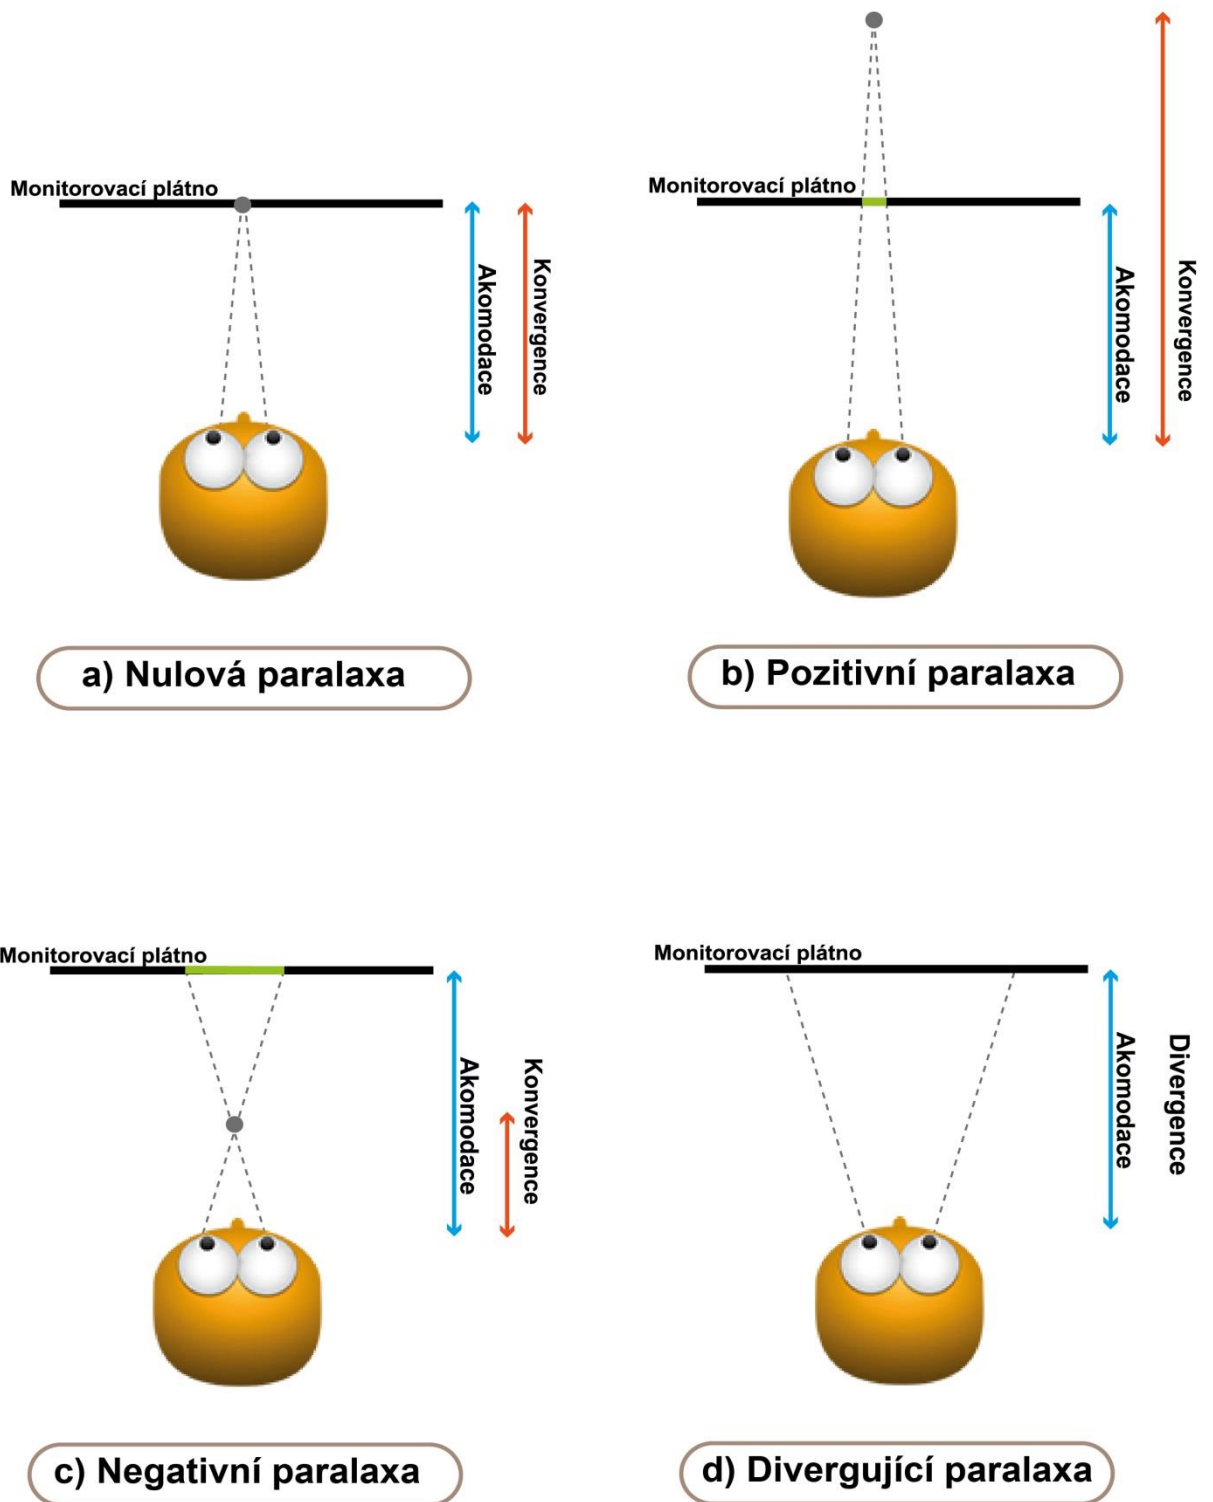 Monitorovací plátno
Akomodace
Konvergence
a) Nulová paralaxa
Monitorovací plátno
Akomodace
Konvergence
b) Pozitivní paralaxa
Monitorovací plátno
Akomodace
Konvergence
c) Negativní paralaxa
Monitorovací plátno
Akomodace
Divergence
d) Divergující paralaxa